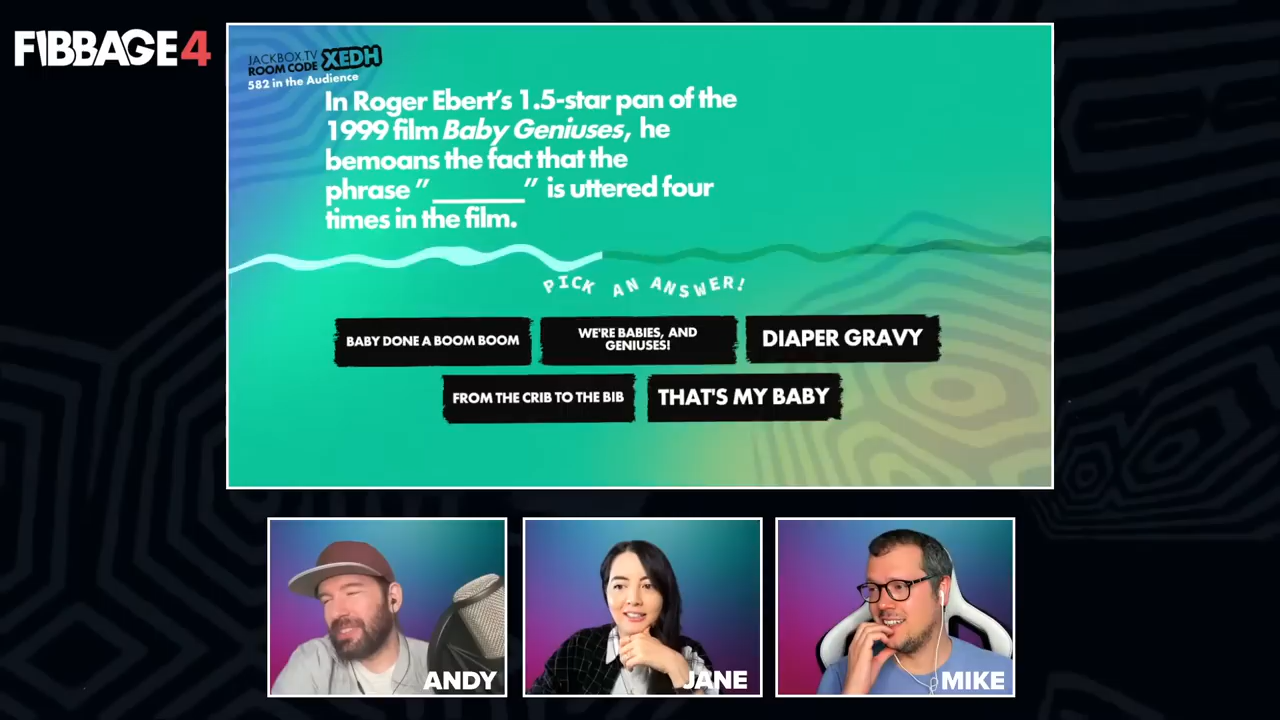 FIBBAGE 4
JACKBOX.TV
ROOM CODE XEDH
582 in the Audience
In Roger Ebert's 1.5-star pan of the
1999 film Baby Geniuses, he
bemoans the fact that the
phrase "______" is uttered four
times in the film.
PICK AN ANSWER!
BABY DONE A BOOM BOOM
WE'RE BABIES, AND
GENIUSES!
DIAPER GRAVY
FROM THE CRIB TO THE BIB
THAT'S MY BABY
ANDY
JANE
MIKE